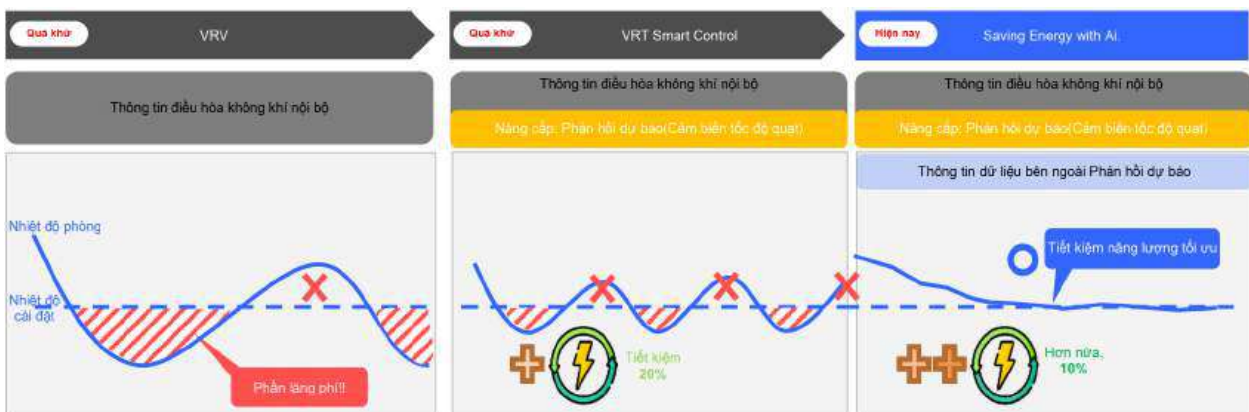 Quá khứ
VRV
Quá khứ
VRT Smart Control
Hiện nay
Saving Energy with Ai.
Thông tin điều hòa không khí nội bộ
Thông tin điều hòa không khí nội bộ
Nâng cấp: Phản hồi dự báo(Cảm biến tốc độ quạt)
Thông tin điều hòa không khí nội bộ
Nâng cấp: Phản hồi dự báo(Cảm biến tốc độ quạt)
Thông tin dữ liệu bên ngoài Phản hồi dự báo
Nhiệt độ phòng
Nhiệt độ
cài đặt
Phần lãng phí!!
Tiết kiệm
20%
Tiết kiệm năng lượng tối ưu
Hơn nữa,
10%